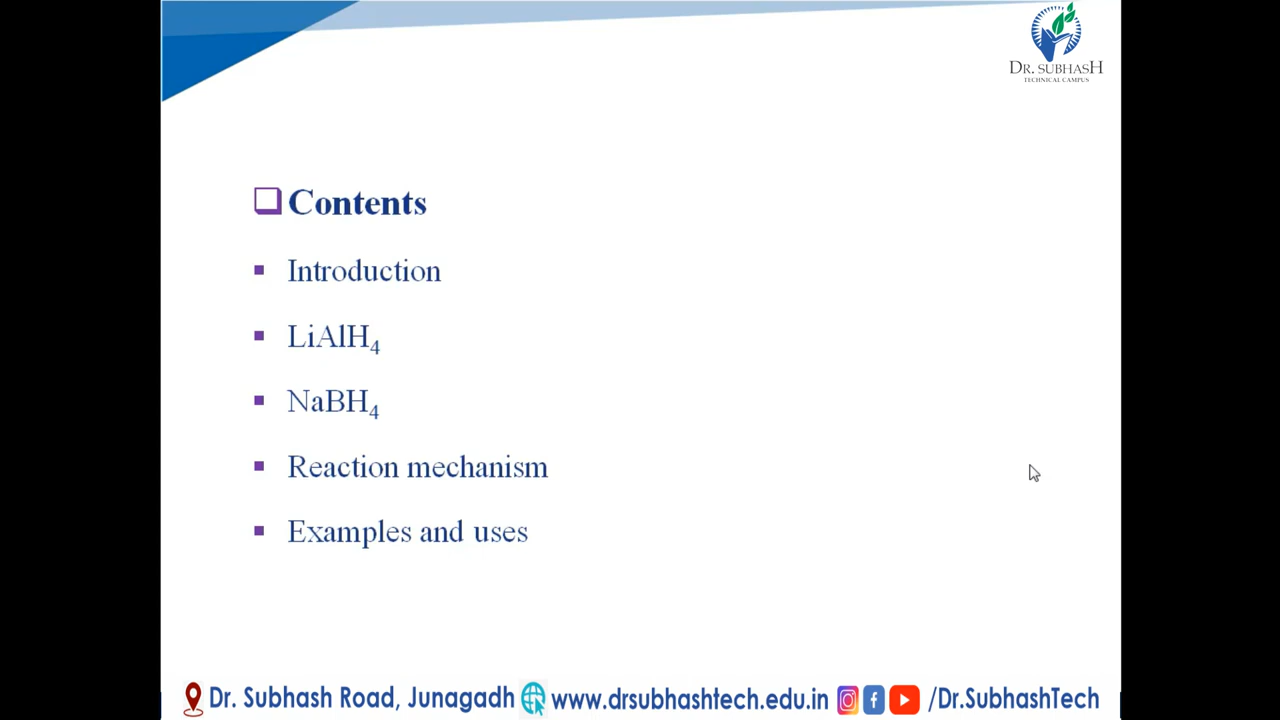 DR. SUBHASH
TECHNICAL CAMPUS
Contents
Introduction
LiAlH4
NaBH4
Reaction mechanism
Examples and uses
Dr. Subhash Road, Junagadh www.drsubhashtech.edu.in /Dr.SubhashTech